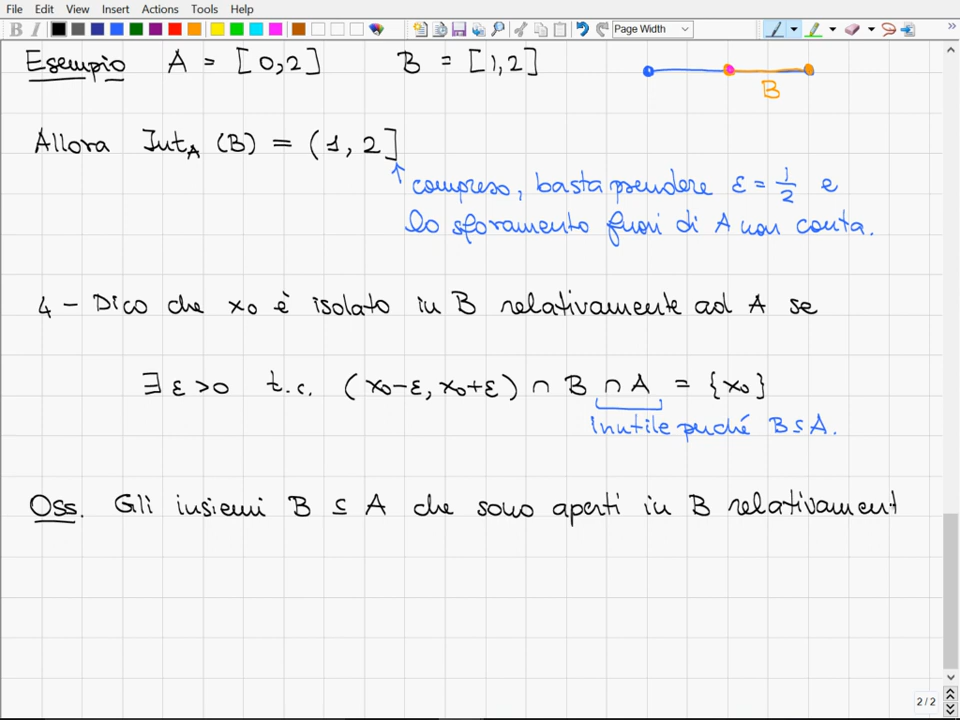 File Edit View Insert Actions Tools Help
B I Page Width
Esempio A = [0,2] B = [1,2]
B
Allora Int_A (B) = (1, 2]
↑ compreso, basta prendere ε = 1/2 e
lo sforamento fuori di A non conta.
4 - Dico che x0 è isolato in B relativamente ad A se
∃ ε > 0 t.c. (x0-ε, x0+ε) ∩ B ∩ A = {x0}
Inutile perché B ⊆ A.
Oss. Gli insiemi B ⊆ A che sono aperti in B relativament
2 / 2